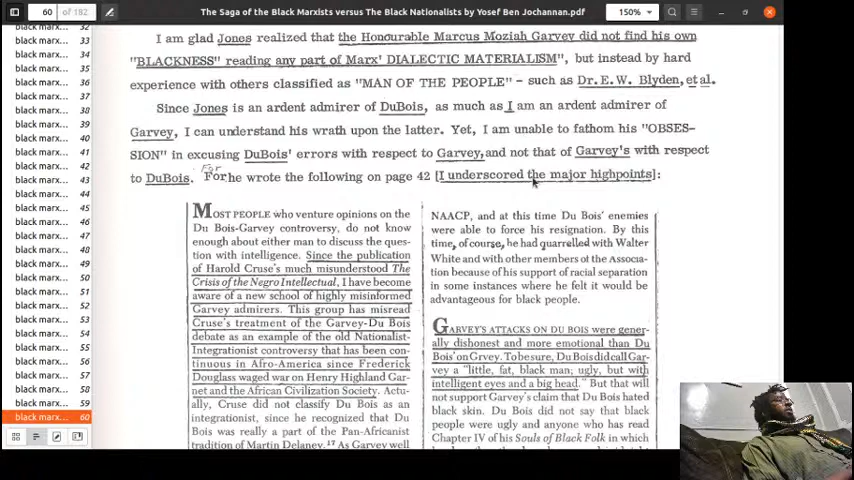 60 of 182
The Saga of the Black Marxists versus The Black Nationalists by Yosef Ben Jochannan.pdf
150%
black marx... 32
black marx... 33
black marx... 34
black marx... 35
black marx... 36
black marx... 37
black marx... 38
black marx... 39
black marx... 40
black marx... 41
black marx... 42
black marx... 43
black marx... 44
black marx... 45
black marx... 46
black marx... 47
black marx... 48
black marx... 49
black marx... 50
black marx... 51
black marx... 52
black marx... 53
black marx... 54
black marx... 55
black marx... 56
black marx... 57
black marx... 58
black marx... 59
black marx... 60
I am glad Jones realized that the Honourable Marcus Moziah Garvey did not find his own
"BLACKNESS" reading any part of Marx' DIALECTIC MATERIALISM", but instead by hard
experience with others classified as "MAN OF THE PEOPLE" - such as Dr. E. W. Blyden, et al.
Since Jones is an ardent admirer of DuBois, as much as I am an ardent admirer of
Garvey, I can understand his wrath upon the latter. Yet, I am unable to fathom his "OBSES-
SION" in excusing DuBois' errors with respect to Garvey, and not that of Garvey's with respect
to DuBois. For he wrote the following on page 42 [I underscored the major highpoints]:
For
MOST PEOPLE who venture opinions on the
Du Bois-Garvey controversy, do not know
enough about either man to discuss the ques-
tion with intelligence. Since the publication
of Harold Cruse's much misunderstood The
Crisis of the Negro Intellectual, I have become
aware of a new school of highly misinformed
Garvey admirers. This group has misread
Cruse's treatment of the Garvey-Du Bois
debate as an example of the old Nationalist-
Integrationist controversy that has been con-
tinuous in Afro-America since Frederick
Douglass waged war on Henry Highland Gar-
net and the African Civilization Society. Actu-
ally, Cruse did not classify Du Bois as an
integrationist, since he recognized that Du
Bois was really a part of the Pan-Africanist
tradition of Martin Delaney.17 As Garvey well
NAACP, and at this time Du Bois' enemies
were able to force his resignation. By this
time, of course, he had quarrelled with Walter
White and with other members of the Associa-
tion because of his support of racial separation
in some instances where he felt it would be
advantageous for black people.
GARVEY'S ATTACKS ON DU BOIS were gener-
ally dishonest and more emotional than Du
Bois' on Grvey. To be sure, Du Bois did call Gar-
vey a "little, fat, black man; ugly, but with
intelligent eyes and a big head." But that will
not support Garvey's claim that Du Bois hated
black skin. Du Bois did not say that black
people were ugly and anyone who has read
Chapter IV of his Souls of Black Folk in which